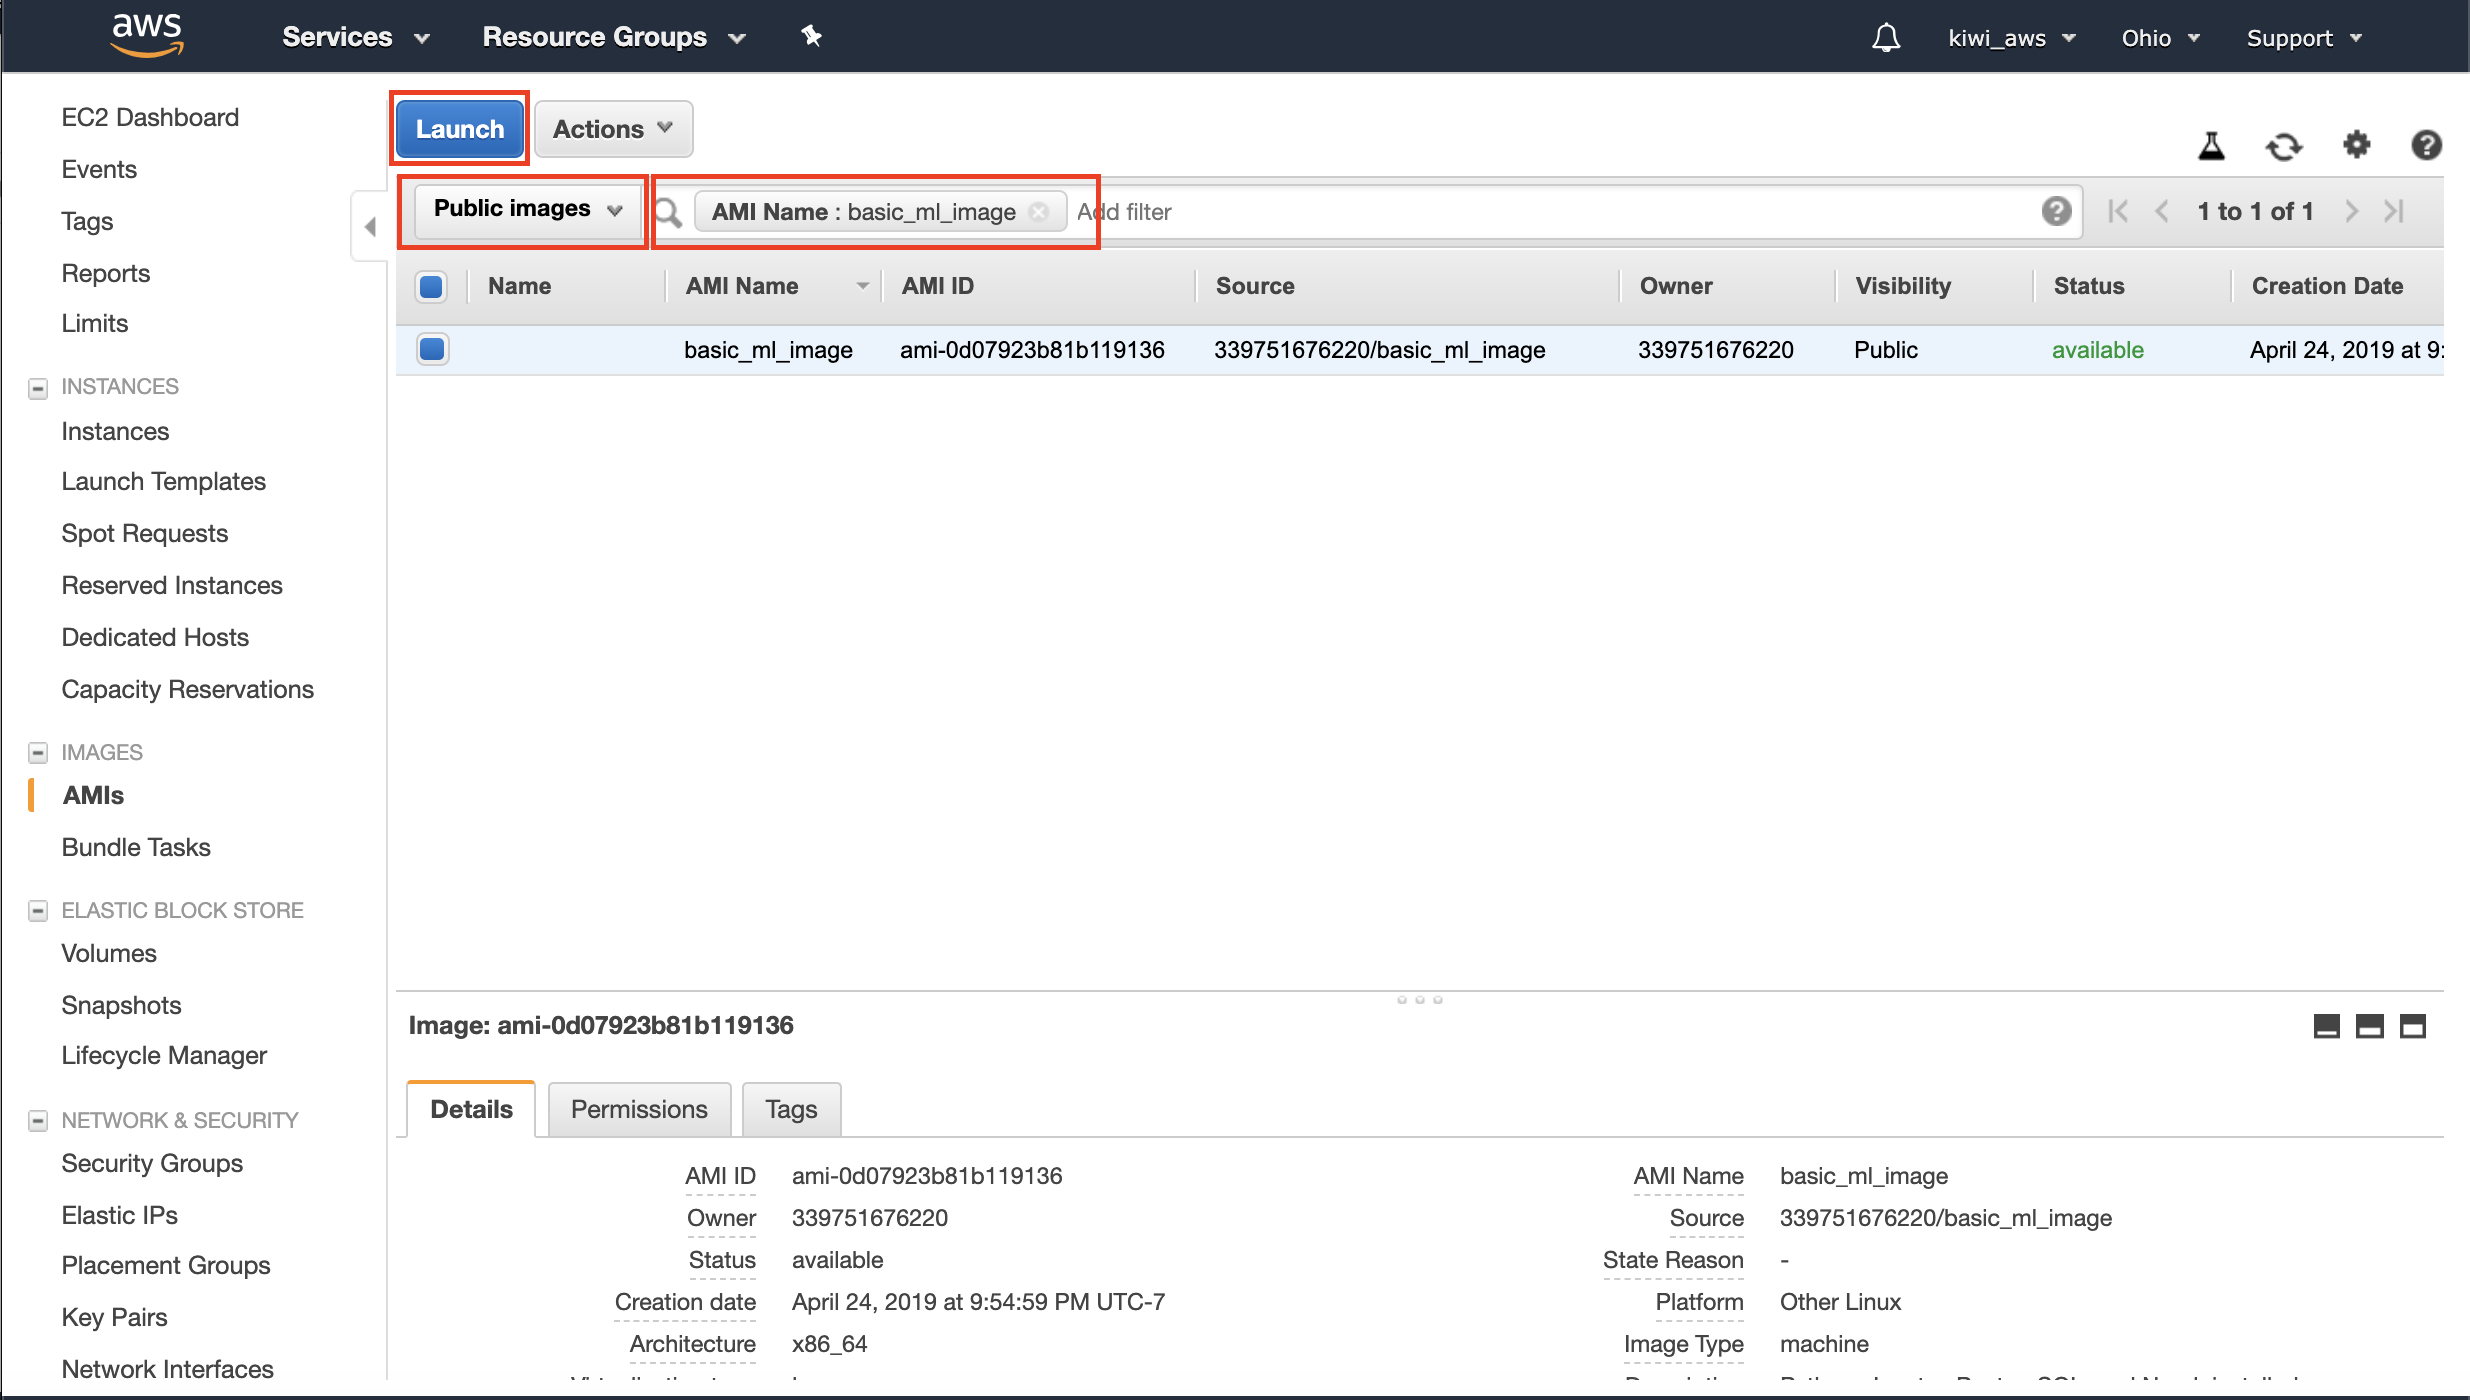 aws Services Resource Groups kiwi_aws Ohio Support
EC2 Dashboard
Events
Tags
Reports
Limits
INSTANCES
Instances
Launch Templates
Spot Requests
Reserved Instances
Dedicated Hosts
Capacity Reservations
IMAGES
AMIs
Bundle Tasks
ELASTIC BLOCK STORE
Volumes
Snapshots
Lifecycle Manager
NETWORK & SECURITY
Security Groups
Elastic IPs
Placement Groups
Key Pairs
Network Interfaces
Launch Actions
Public images AMI Name : basic_ml_image Add filter 1 to 1 of 1
Name AMI Name AMI ID Source Owner Visibility Status Creation Date
basic_ml_image ami-0d07923b81b119136 339751676220/basic_ml_image 339751676220 Public available April 24, 2019 at 9:
Image: ami-0d07923b81b119136
Details Permissions Tags
AMI ID ami-0d07923b81b119136 AMI Name basic_ml_image
Owner 339751676220 Source 339751676220/basic_ml_image
Status available State Reason -
Creation date April 24, 2019 at 9:54:59 PM UTC-7 Platform Other Linux
Architecture x86_64 Image Type machine